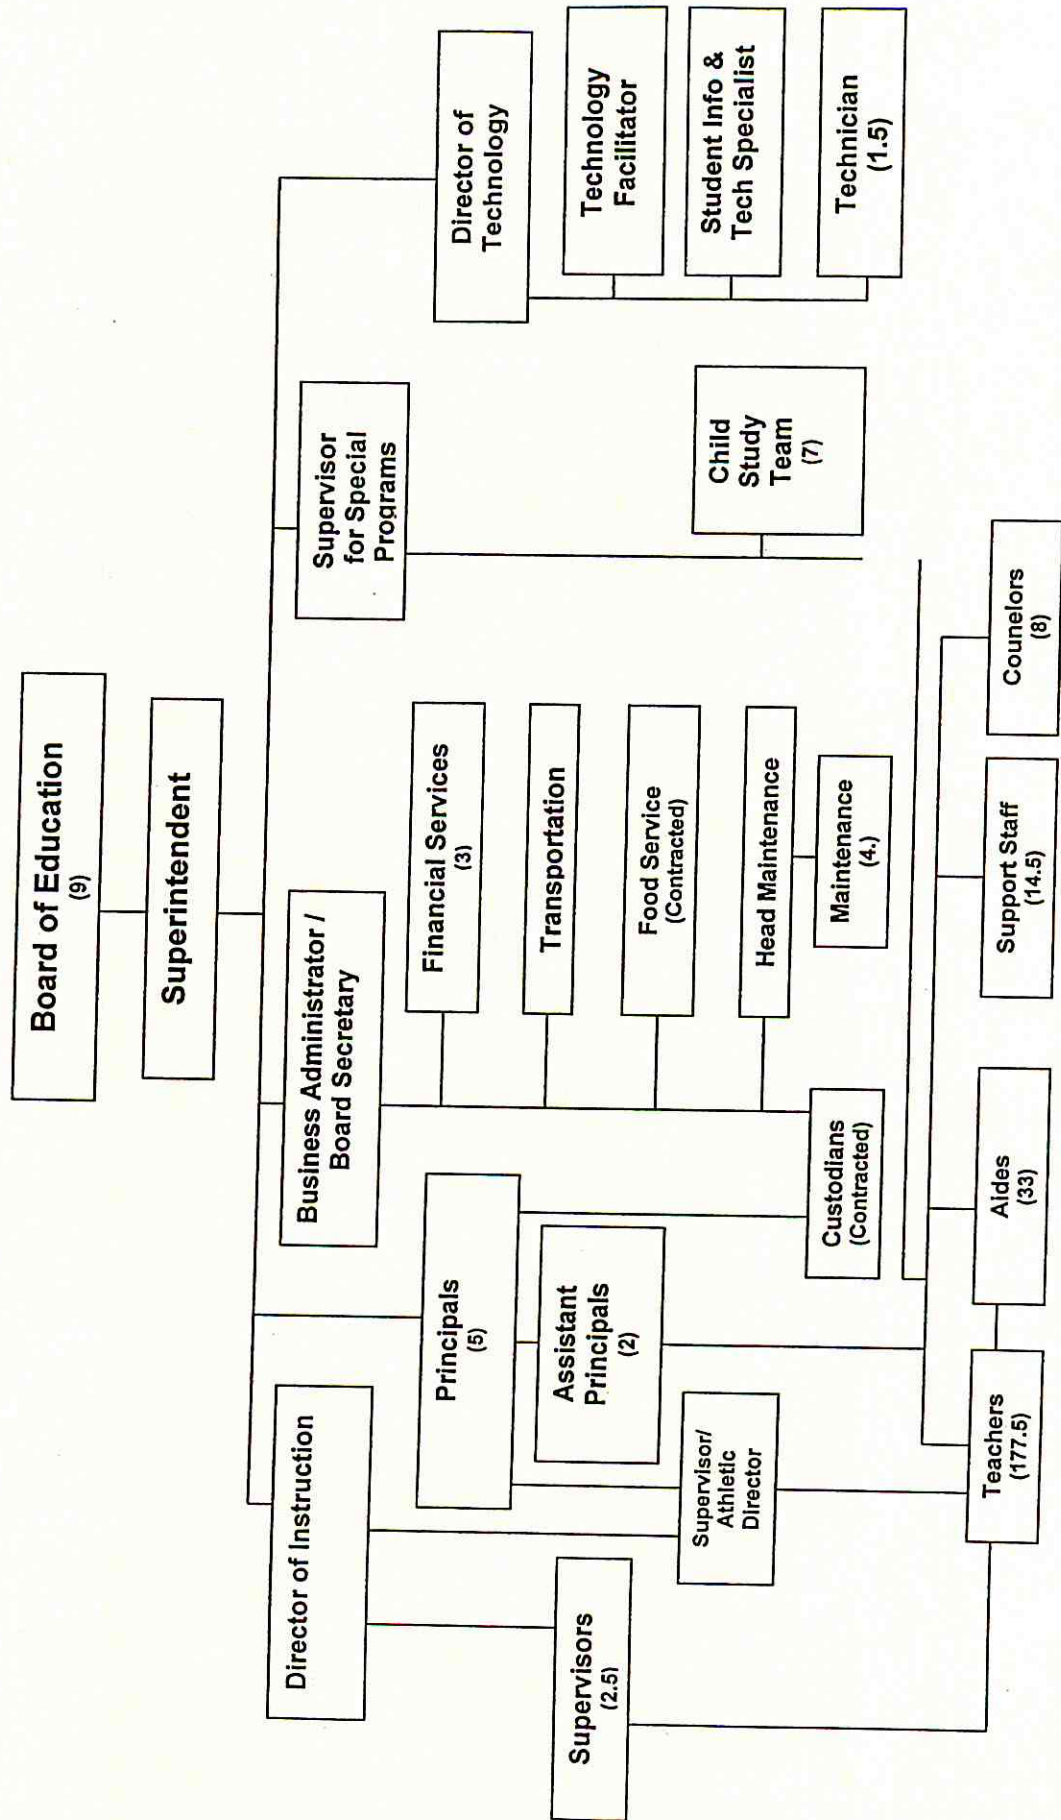 Board of Education
(9)
Superintendent
Director of Instruction
Principals
(5)
Business Administrator /
Board Secretary
Supervisor
for Special
Programs
Director of
Technology
Supervisors
(2.5)
Supervisor/
Athletic
Director
Assistant
Principals
(2)
Financial Services
(3)
Transportation
Food Service
(Contracted)
Head Maintenance
Maintenance
(4.)
Custodians
(Contracted)
Child
Study
Team
(7)
Technology
Facilitator
Student Info &
Tech Specialist
Technician
(1.5)
Teachers
(177.5)
Aides
(33)
Support Staff
(14.5)
Counelors
(8)